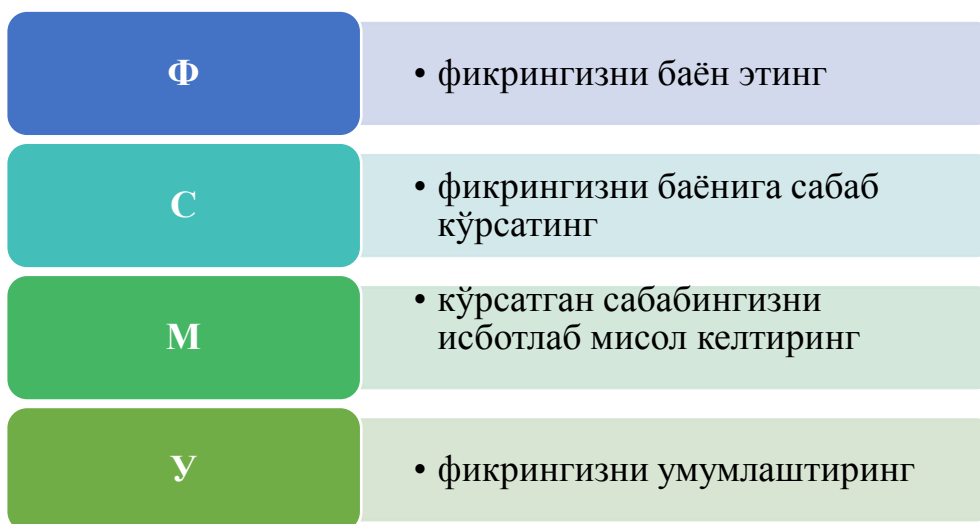 Ф
• фикрингизни баён этинг
С
• фикрингизни баёнига сабаб
кўрсатинг
М
• кўрсатган сабабингизни
исботлаб мисол келтиринг
У
• фикрингизни умумлаштиринг